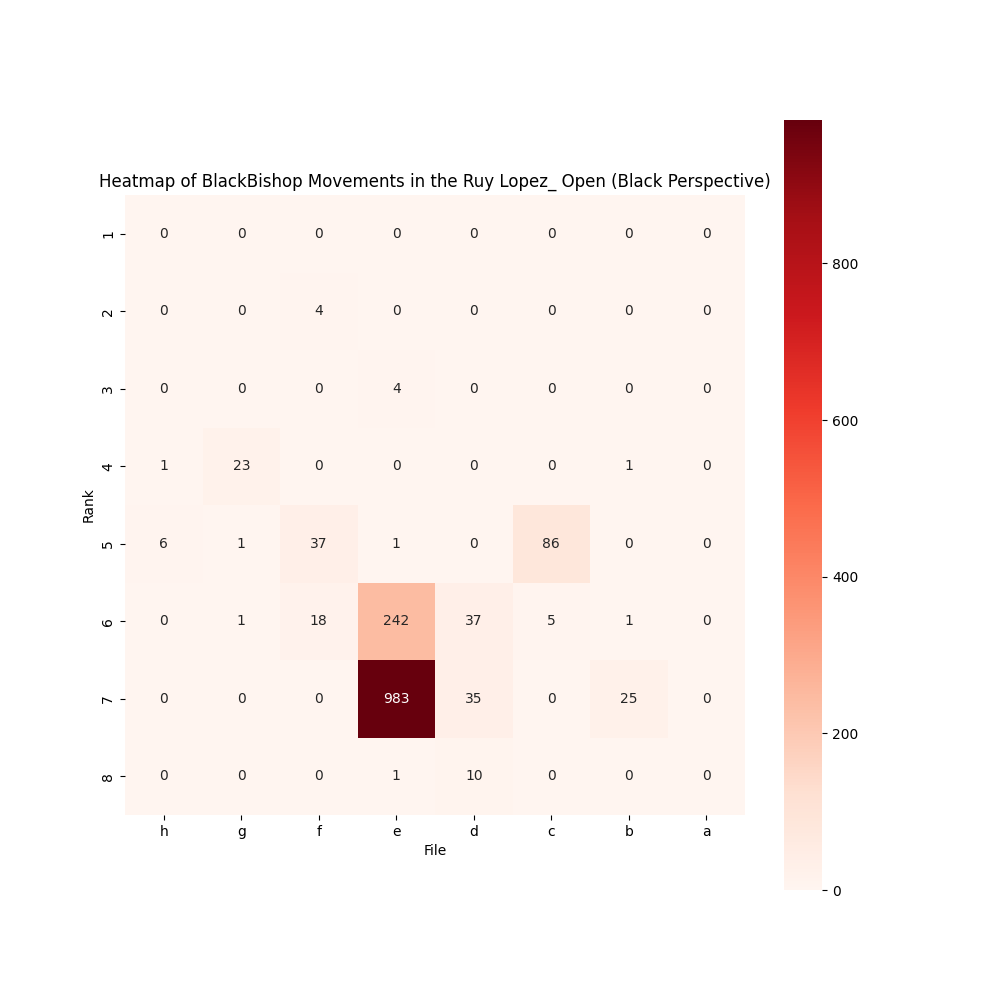 Heatmap of BlackBishop Movements in the Ruy Lopez_ Open (Black Perspective)
1 0 0 0 0 0 0 0 0
2 0 0 4 0 0 0 0 0
3 0 0 0 4 0 0 0 0
4 1 23 0 0 0 0 1 0
Rank
5 6 1 37 1 0 86 0 0
6 0 1 18 242 37 5 1 0
7 0 0 0 983 35 0 25 0
8 0 0 0 1 10 0 0 0
h g f e d c b a
File
800
600
400
200
0